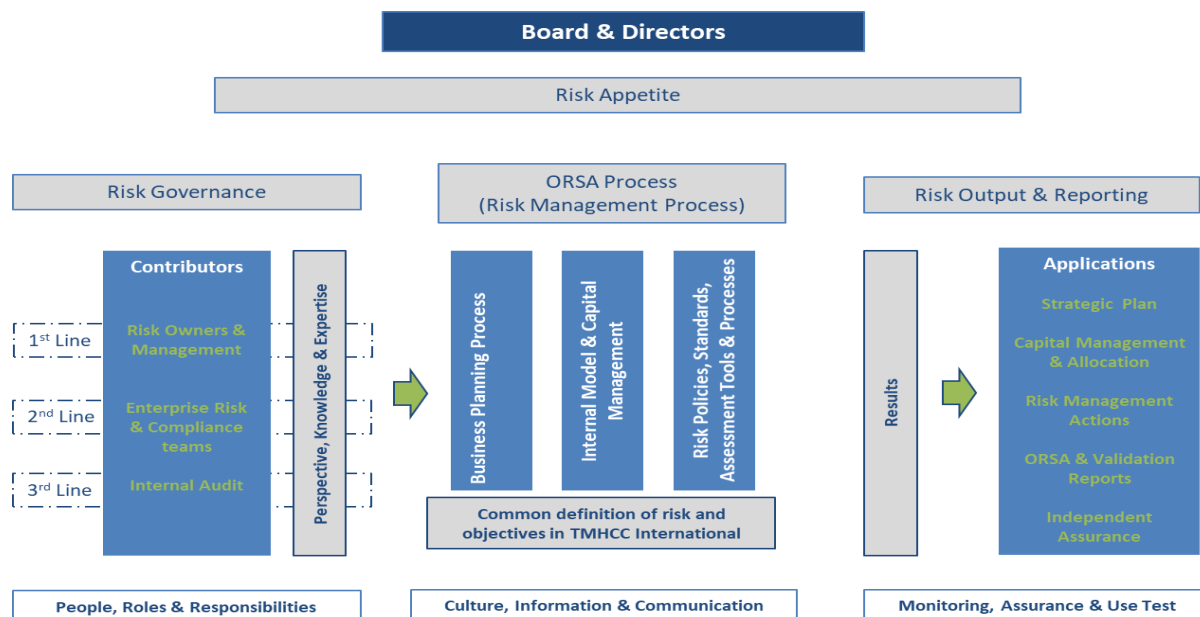 Board & Directors
Risk Appetite
Risk Governance
ORSA Process
(Risk Management Process)
Risk Output & Reporting
Contributors
1st Line
Risk Owners &
Management
2nd Line
Enterprise Risk
& Compliance
teams
3rd Line
Internal Audit
Perspective, Knowledge & Expertise
Business Planning Process
Internal Model & Capital
Management
Risk Policies, Standards,
Assessment Tools & Processes
Common definition of risk and
objectives in TMHCC International
Results
Applications
Strategic Plan
Capital Management
& Allocation
Risk Management
Actions
ORSA & Validation
Reports
Independent
Assurance
People, Roles & Responsibilities
Culture, Information & Communication
Monitoring, Assurance & Use Test